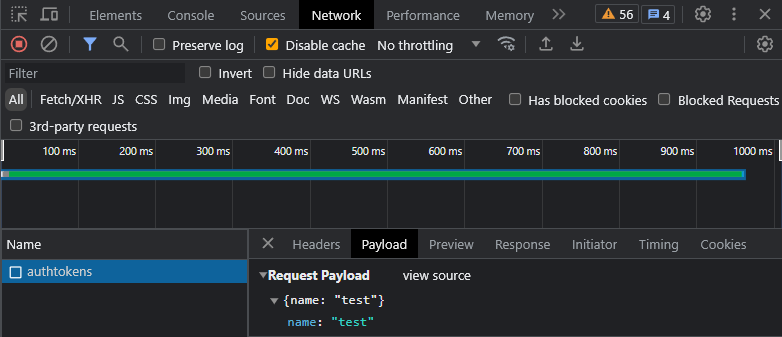 Elements Console Sources Network Performance Memory 56 4
Preserve log Disable cache No throttling
Filter Invert Hide data URLs
All Fetch/XHR JS CSS Img Media Font Doc WS Wasm Manifest Other Has blocked cookies Blocked Requests
3rd-party requests
100 ms 200 ms 300 ms 400 ms 500 ms 600 ms 700 ms 800 ms 900 ms 1000 ms
Name Headers Payload Preview Response Initiator Timing Cookies
authtokens Request Payload view source
{name: "test"}
name: "test"